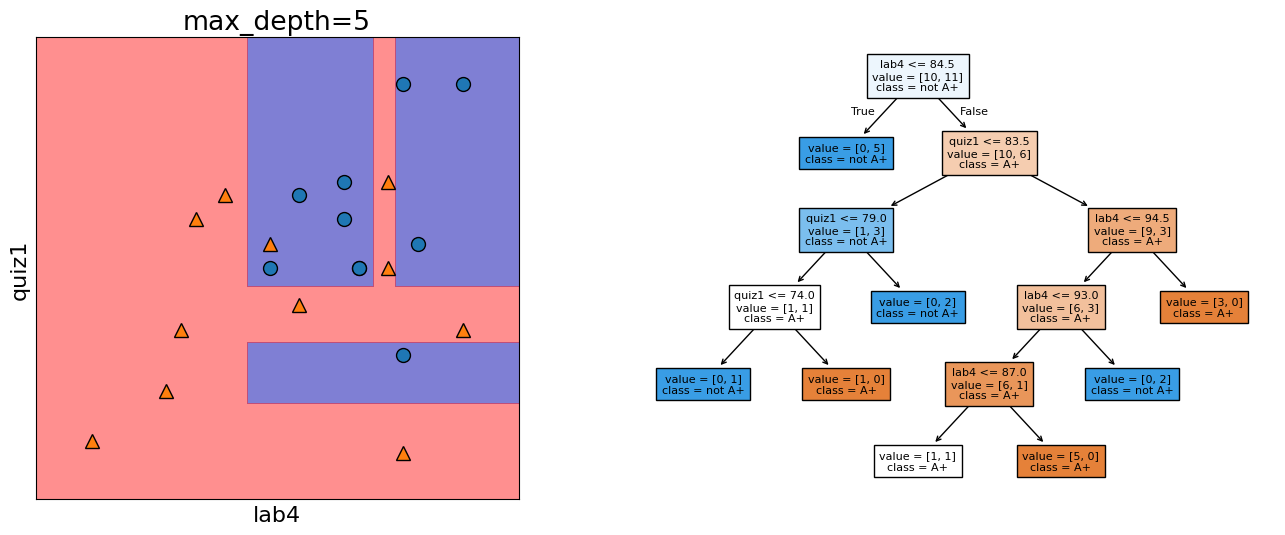 max_depth=5
quiz1
lab4
lab4 <= 84.5
value = [10, 11]
class = not A+
True
False
value = [0, 5]
class = not A+
quiz1 <= 83.5
value = [10, 6]
class = A+
quiz1 <= 79.0
value = [1, 3]
class = not A+
lab4 <= 94.5
value = [9, 3]
class = A+
quiz1 <= 74.0
value = [1, 1]
class = A+
value = [0, 2]
class = not A+
lab4 <= 93.0
value = [6, 3]
class = A+
value = [3, 0]
class = A+
value = [0, 1]
class = not A+
value = [1, 0]
class = A+
lab4 <= 87.0
value = [6, 1]
class = A+
value = [0, 2]
class = not A+
value = [1, 1]
class = A+
value = [5, 0]
class = A+